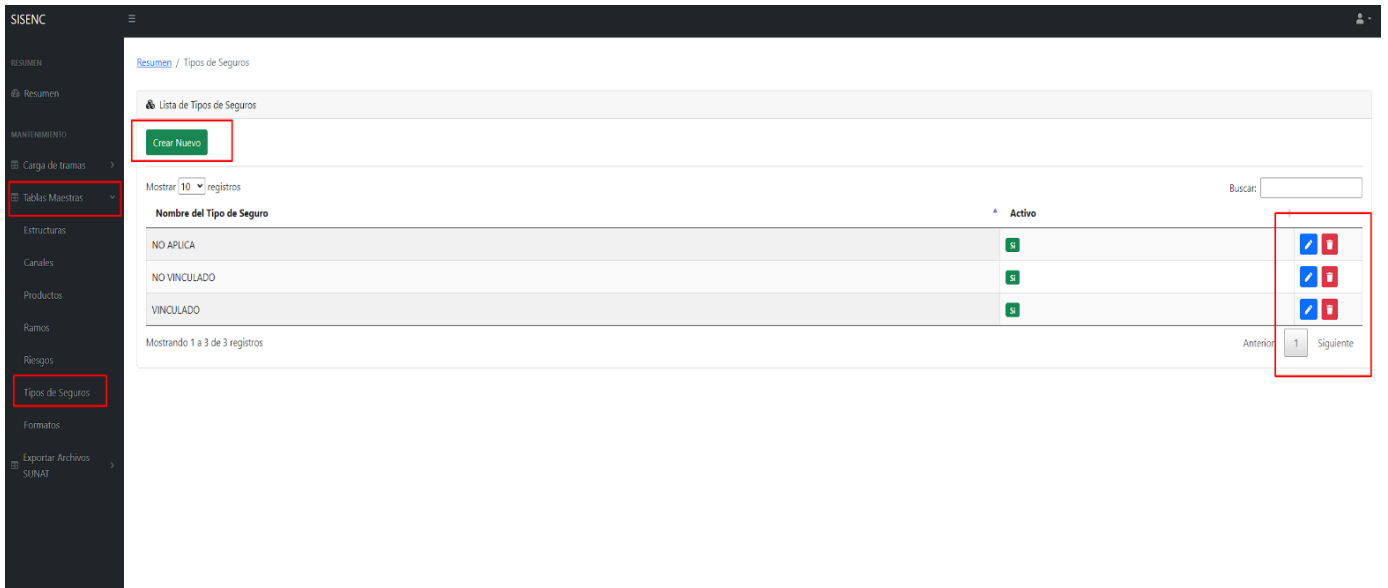 SISENC
RESUMEN
Resumen
MANTENIMIENTO
Carga de tramas
Tablas Maestras
Estructuras
Canales
Productos
Ramos
Riesgos
Tipos de Seguros
Formatos
Exportar Archivos
SUNAT
Resumen / Tipos de Seguros
Lista de Tipos de Seguros
Crear Nuevo
Mostrar 10 registros
Buscar:
Nombre del Tipo de Seguro Activo
NO APLICA Si
NO VINCULADO Si
VINCULADO Si
Mostrando 1 a 3 de 3 registros
Anterior 1 Siguiente